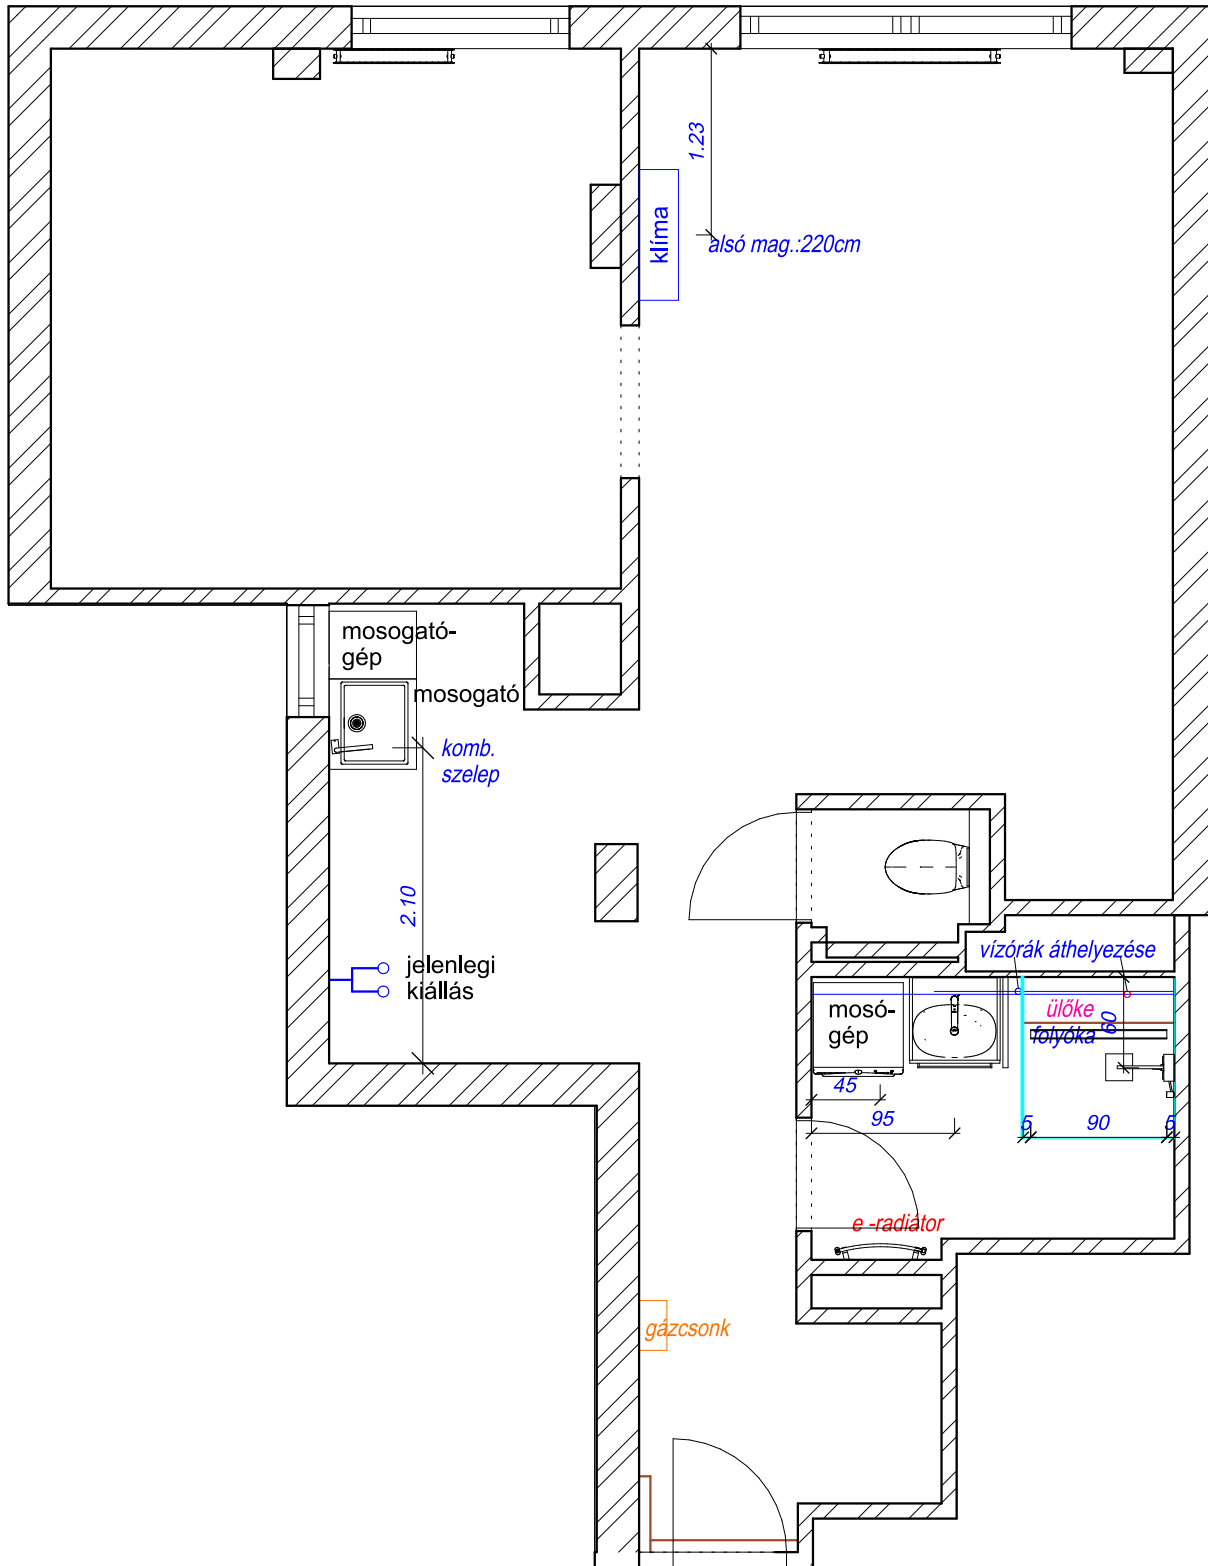 1.23
klíma
alsó mag.:220cm
mosogató-
gép
mosogató
komb.
szelep
2.10
jelenlegi
kiállás
vízórák áthelyezése
mosó-
gép
ülőke
folyóka
60
45
95
5
90
5
e -radiátor
gázcsonk